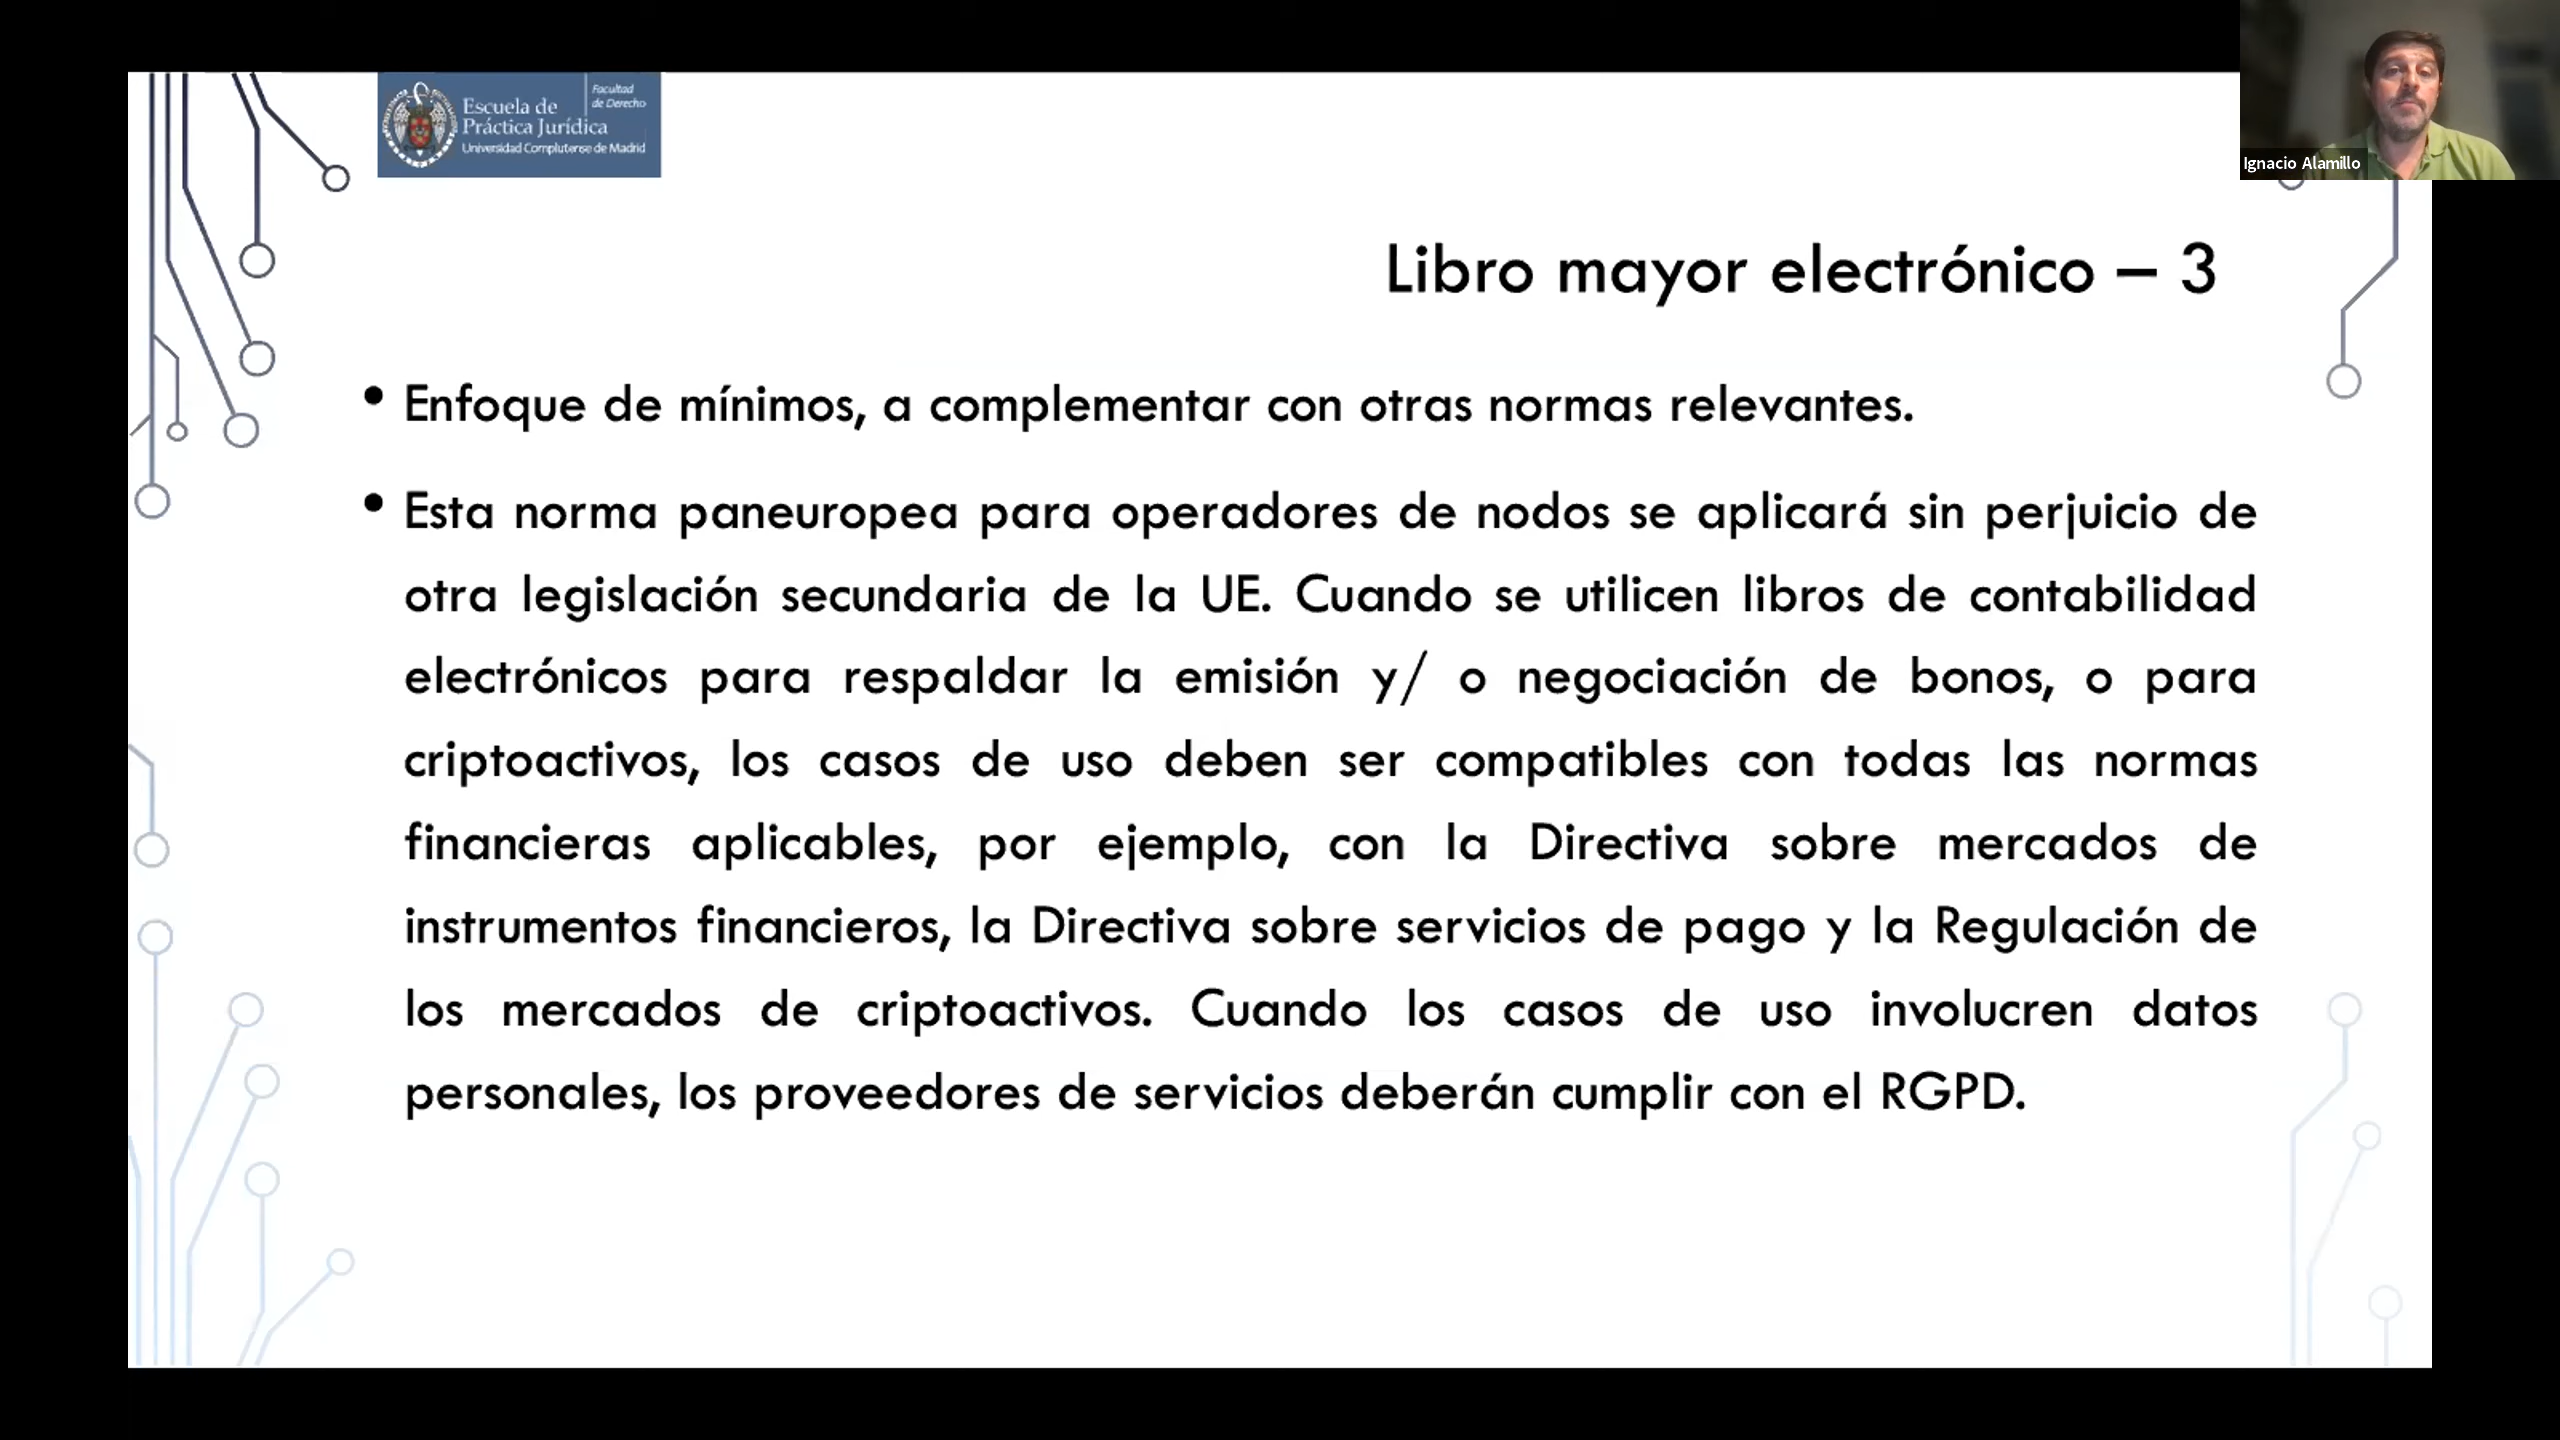 Escuela de
Práctica Jurídica
Facultad
de Derecho
Universidad Complutense de Madrid
Ignacio Alamillo
Libro mayor electrónico – 3
• Enfoque de mínimos, a complementar con otras normas relevantes.
• Esta norma paneuropea para operadores de nodos se aplicará sin perjuicio de
otra legislación secundaria de la UE. Cuando se utilicen libros de contabilidad
electrónicos para respaldar la emisión y/ o negociación de bonos, o para
criptoactivos, los casos de uso deben ser compatibles con todas las normas
financieras aplicables, por ejemplo, con la Directiva sobre mercados de
instrumentos financieros, la Directiva sobre servicios de pago y la Regulación de
los mercados de criptoactivos. Cuando los casos de uso involucren datos
personales, los proveedores de servicios deberán cumplir con el RGPD.